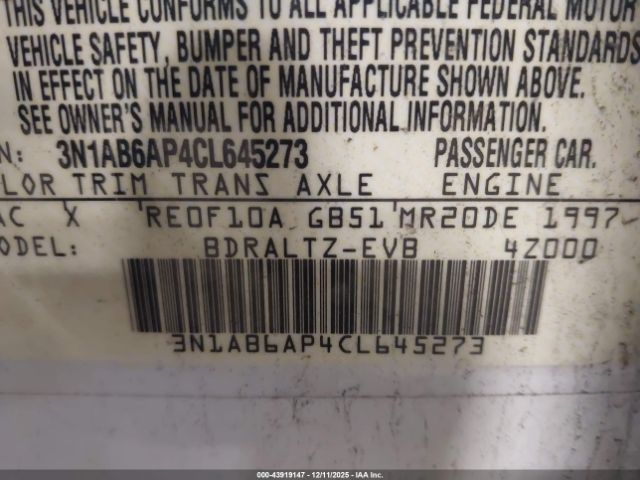 THIS VEHICLE CONFORMS TO ALL APPLICABLE FEDERAL MOTOR
VEHICLE SAFETY, BUMPER AND THEFT PREVENTION STANDARDS
IN EFFECT ON THE DATE OF MANUFACTURE SHOWN ABOVE.
SEE OWNER'S MANUAL FOR ADDITIONAL INFORMATION.
N: 3N1AB6AP4CL645273 PASSENGER CAR.
LOR TRIM TRANS AXLE ENGINE
AC X RE0F10A GB51 MR20DE 1997
ODEL: BDRALTZ-EVB 4Z000
3N1AB6AP4CL645273
000-43919147 - 12/11/2025 - IAA Inc.